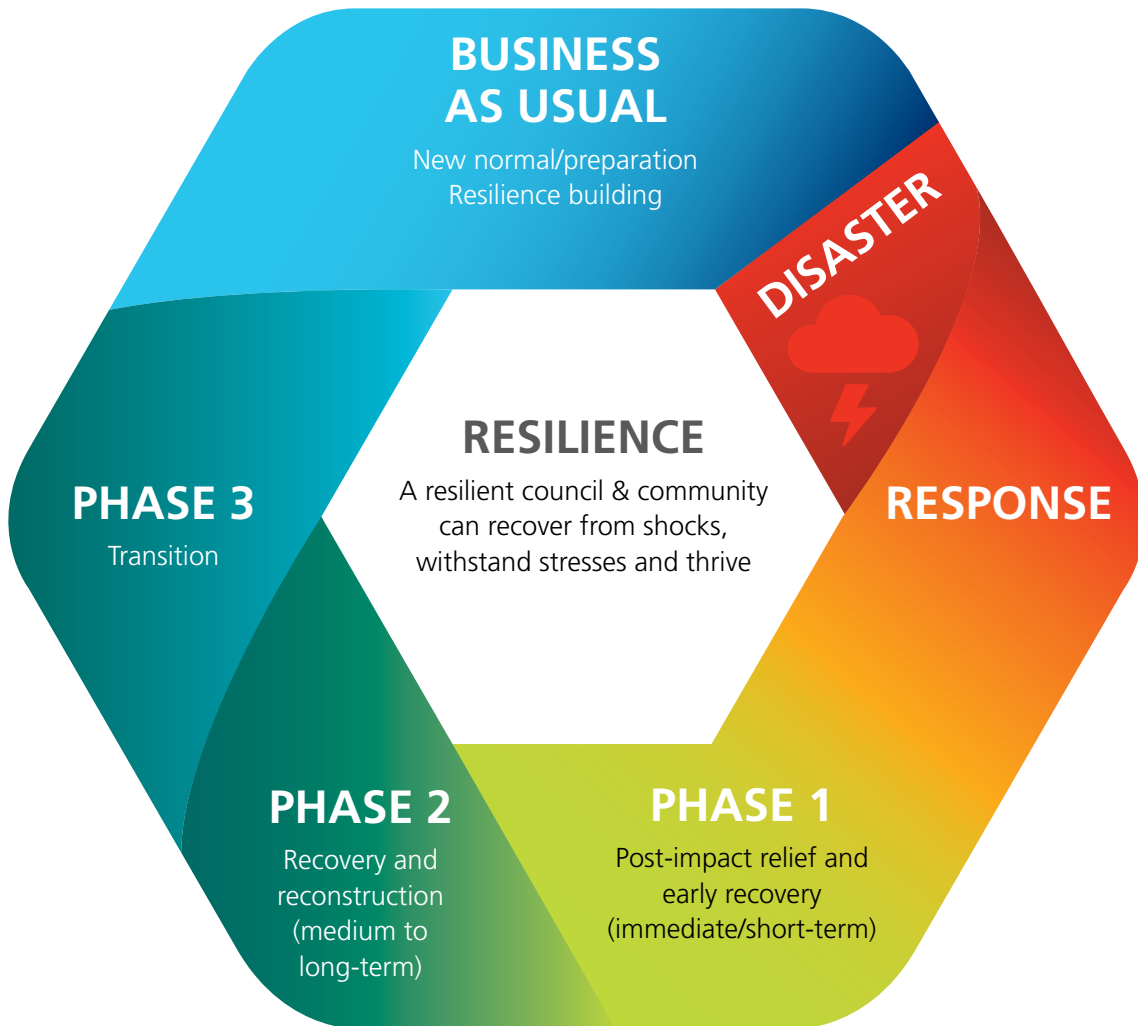 BUSINESS
AS USUAL
New normal/preparation
Resilience building
DISASTER
RESILIENCE
A resilient council & community
can recover from shocks,
withstand stresses and thrive
RESPONSE
PHASE 3
Transition
PHASE 2
Recovery and
reconstruction
(medium to
long-term)
PHASE 1
Post-impact relief and
early recovery
(immediate/short-term)